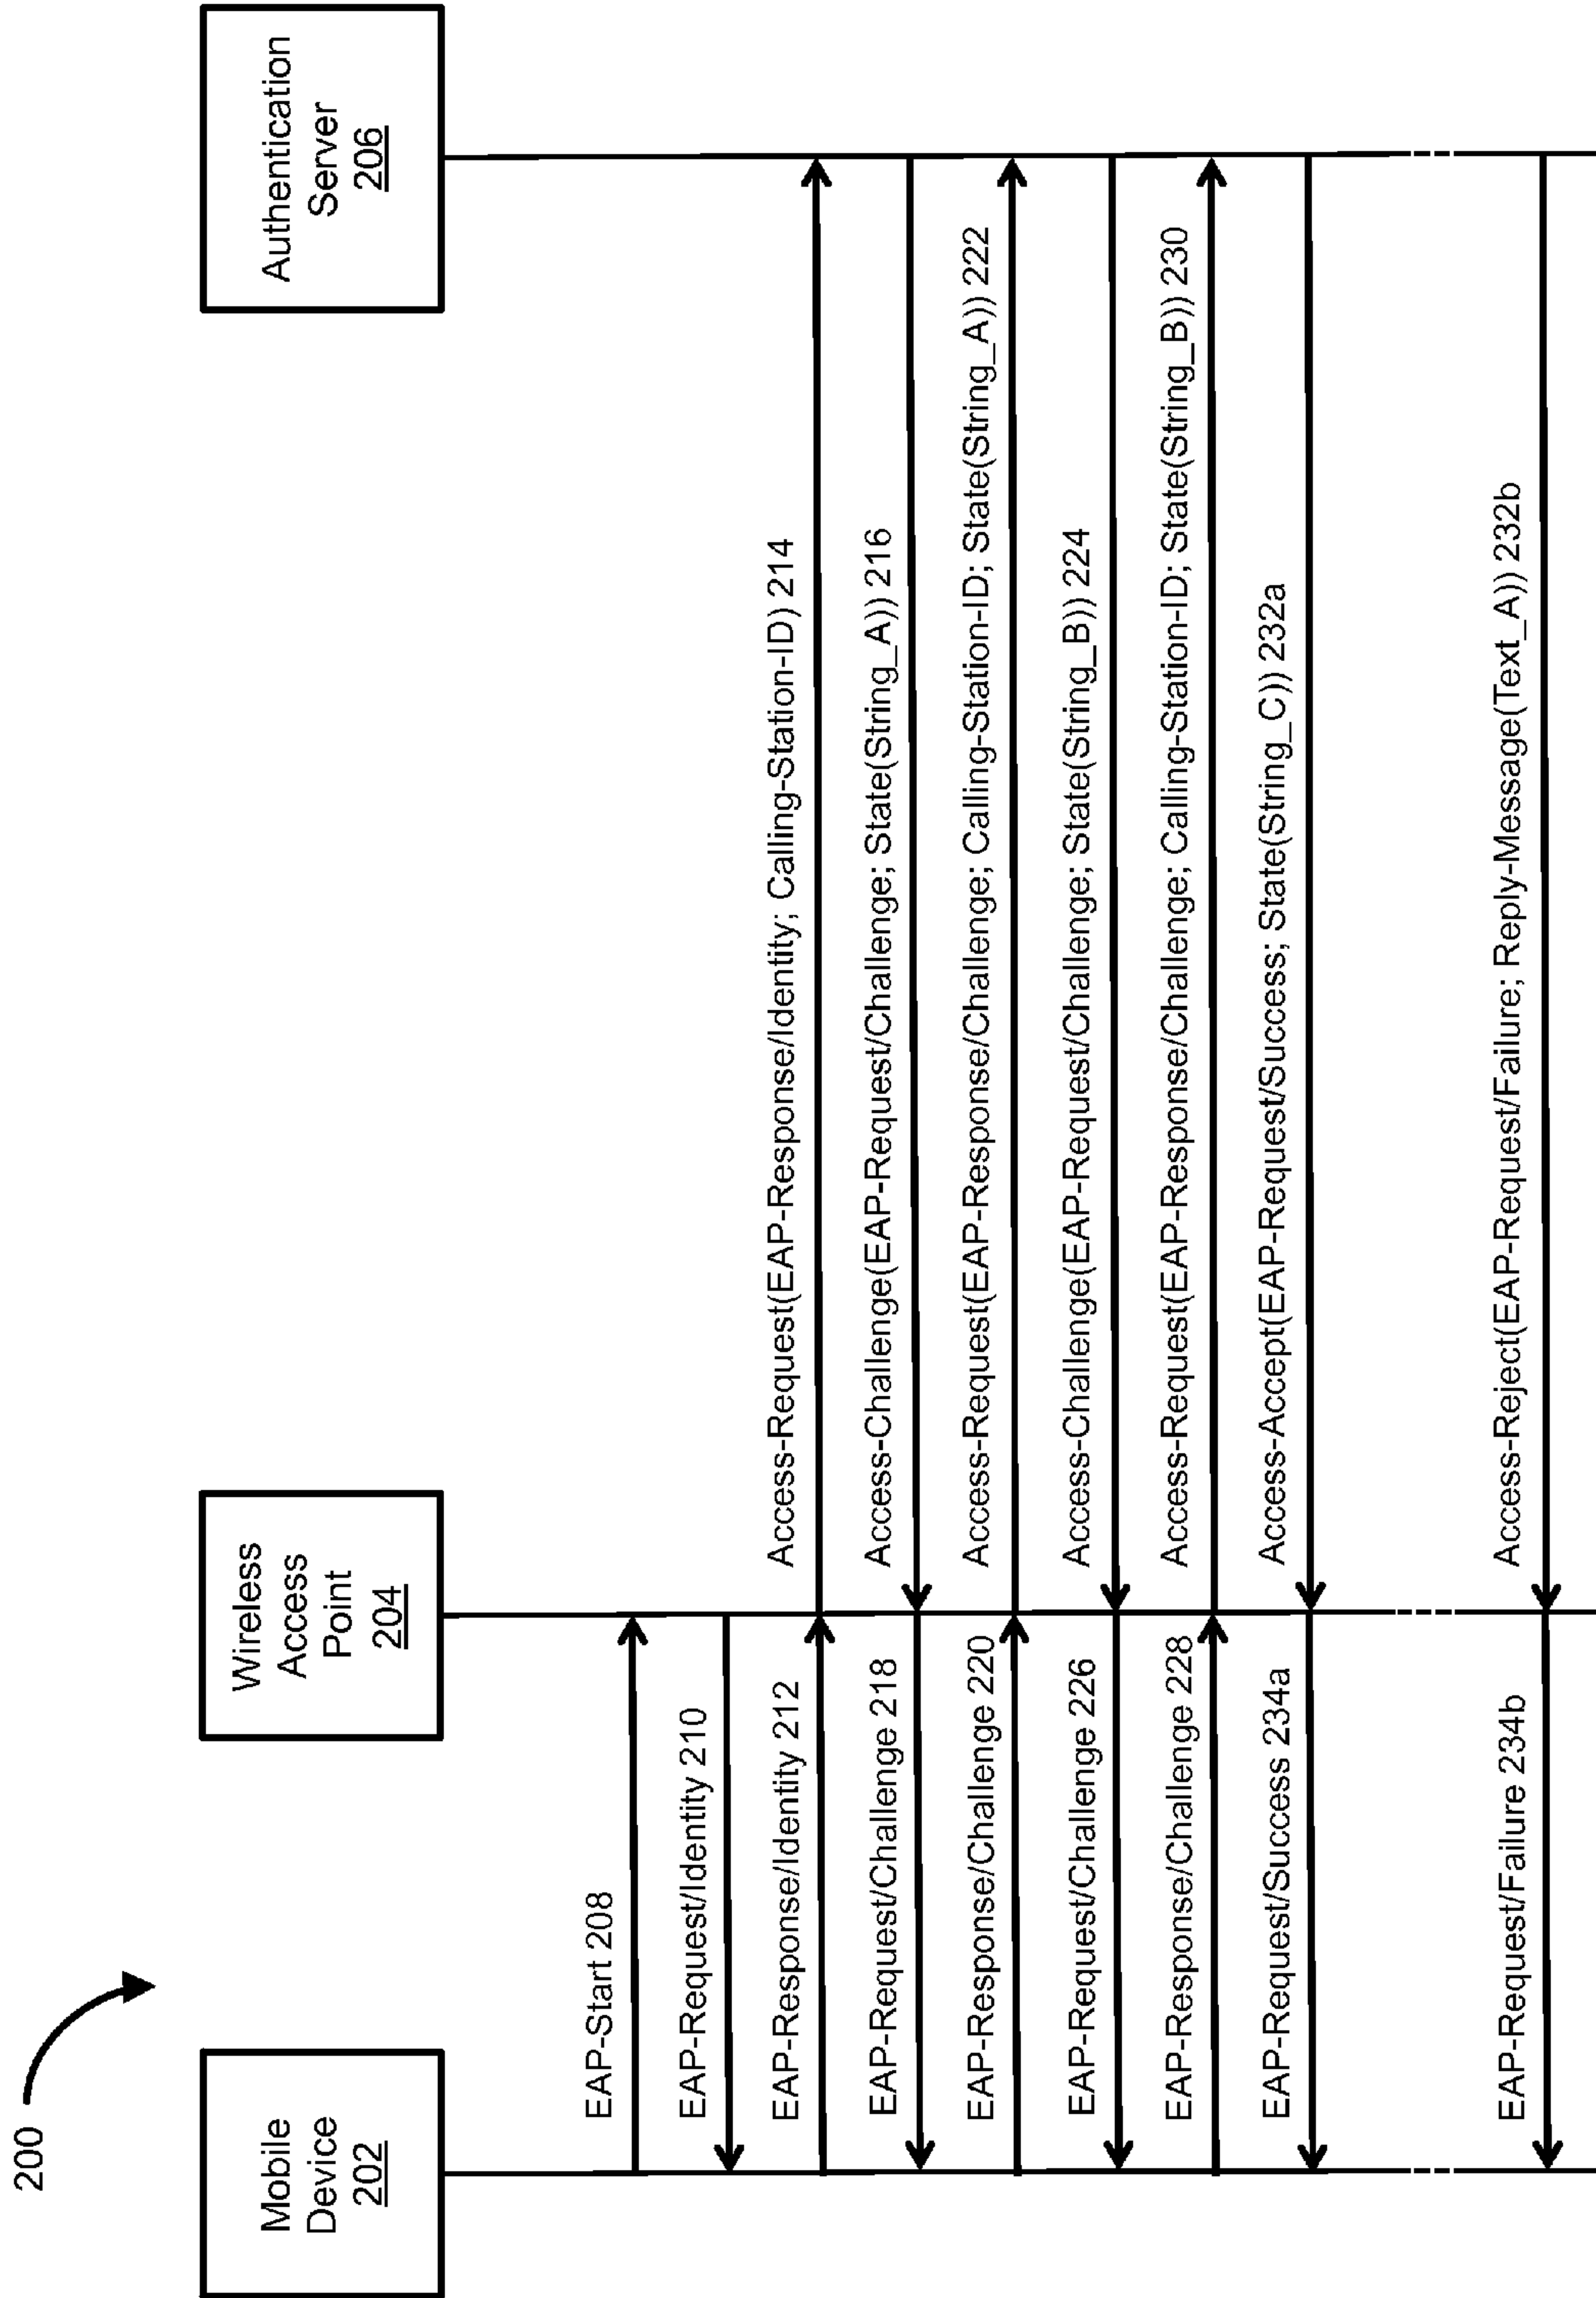 200
Mobile
Device
202
Wireless
Access
Point
204
Authentication
Server
206
EAP-Start 208
EAP-Request/Identity 210
EAP-Response/Identity 212
Access-Request(EAP-Response/Identity; Calling-Station-ID) 214
Access-Challenge(EAP-Request/Challenge; State(String_A)) 216
EAP-Request/Challenge 218
EAP-Response/Challenge 220
Access-Request(EAP-Response/Challenge; Calling-Station-ID; State(String_A)) 222
Access-Challenge(EAP-Request/Challenge; State(String_B)) 224
EAP-Request/Challenge 226
EAP-Response/Challenge 228
Access-Request(EAP-Response/Challenge; Calling-Station-ID; State(String_B)) 230
Access-Accept(EAP-Request/Success; State(String_C)) 232a
EAP-Request/Success 234a
Access-Reject(EAP-Request/Failure; Reply-Message(Text_A)) 232b
EAP-Request/Failure 234b